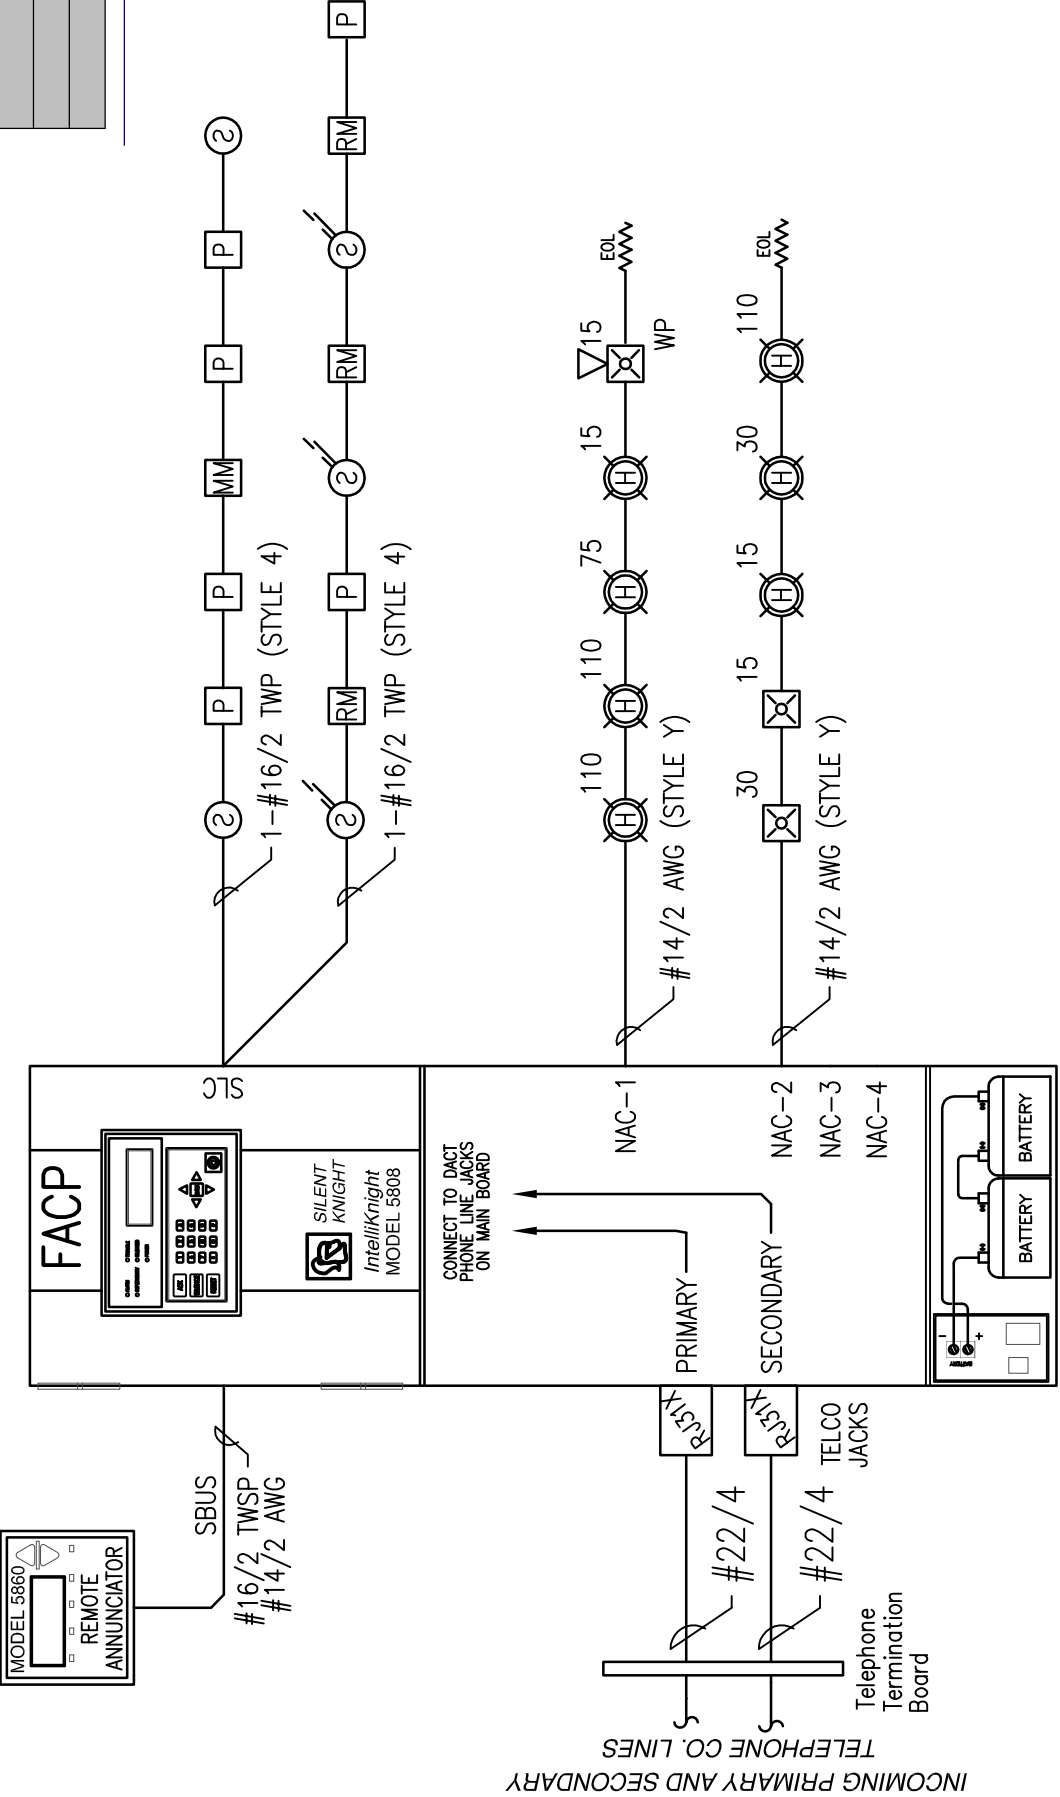 MODEL 5860
REMOTE
ANNUNCIATOR
SBUS
#16/2 TWSP
#14/2 AWG
FACP
SLC
SILENT
KNIGHT
IntelliKnight
MODEL 5808
S
P
P
MM
P
P
S
1-#16/2 TWP (STYLE 4)
S
RM
P
S
RM
S
RM
P
1-#16/2 TWP (STYLE 4)
CONNECT TO DACT
PHONE LINE JACKS
ON MAIN BOARD
NAC-1
110
110
75
15
15
H
H
H
H
EOL
WP
#14/2 AWG (STYLE Y)
NAC-2
30
15
15
30
110
H
H
H
EOL
#14/2 AWG (STYLE Y)
NAC-3
NAC-4
PRIMARY
SECONDARY
RJ31X
RJ31X
TELCO
JACKS
#22/4
#22/4
Telephone
Termination
Board
INCOMING PRIMARY AND SECONDARY
TELEPHONE CO. LINES
BATTERY
- +
BATTERY
BATTERY